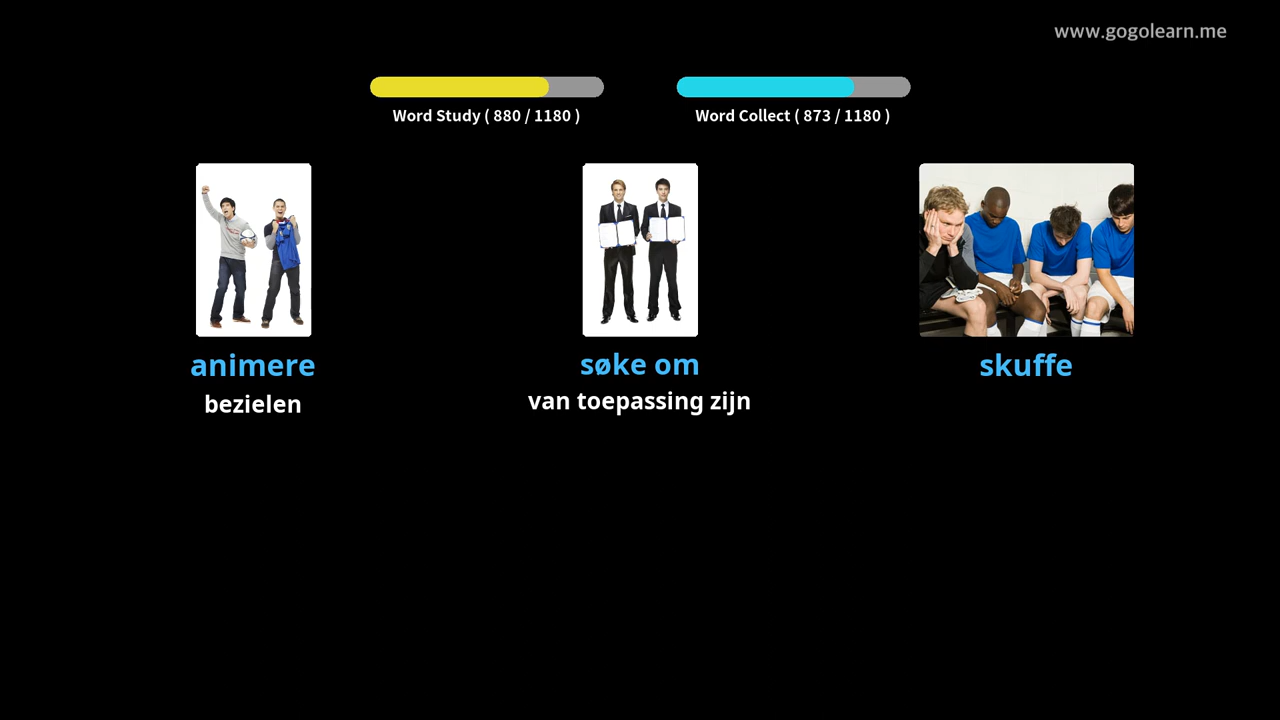 www.gogolearn.me
Word Study ( 880 / 1180 )
Word Collect ( 873 / 1180 )
animere
bezielen
søke om
van toepassing zijn
skuffe